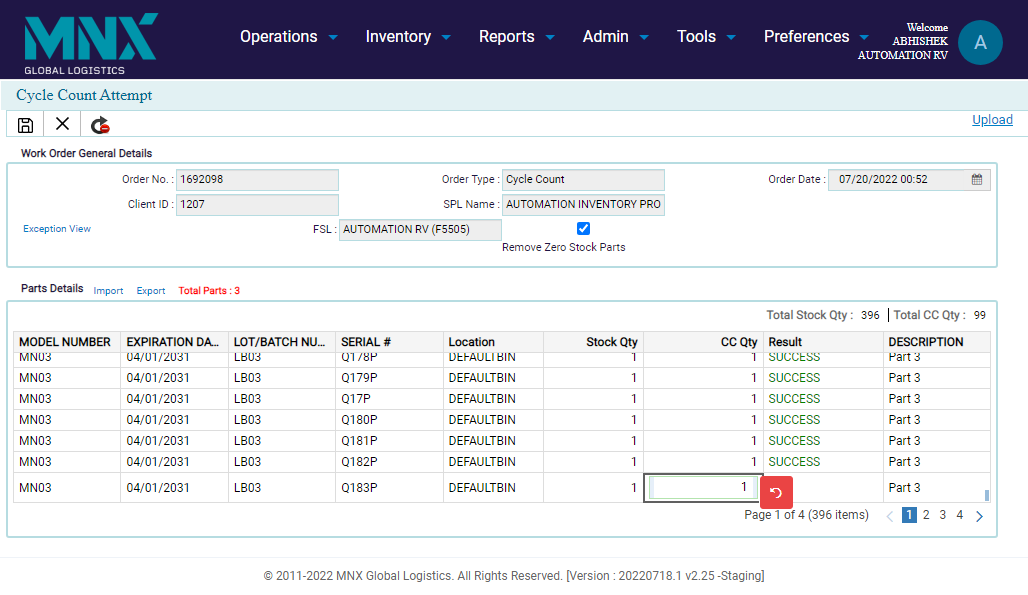 MNX
GLOBAL LOGISTICS
Operations Inventory Reports Admin Tools Preferences
Welcome
ABHISHEK
AUTOMATION RV
A
Cycle Count Attempt
Upload
Work Order General Details
Order No. : 1692098 Order Type : Cycle Count Order Date : 07/20/2022 00:52
Client ID : 1207 SPL Name : AUTOMATION INVENTORY PRO
Exception View FSL : AUTOMATION RV (F5505)
Remove Zero Stock Parts
Parts Details Import Export Total Parts : 3
Total Stock Qty : 396 Total CC Qty : 99
MODEL NUMBER EXPIRATION DA... LOT/BATCH NU... SERIAL # Location Stock Qty CC Qty Result DESCRIPTION
MN03 04/01/2031 LB03 Q178P DEFAULTBIN 1 1 SUCCESS Part 3
MN03 04/01/2031 LB03 Q179P DEFAULTBIN 1 1 SUCCESS Part 3
MN03 04/01/2031 LB03 Q17P DEFAULTBIN 1 1 SUCCESS Part 3
MN03 04/01/2031 LB03 Q180P DEFAULTBIN 1 1 SUCCESS Part 3
MN03 04/01/2031 LB03 Q181P DEFAULTBIN 1 1 SUCCESS Part 3
MN03 04/01/2031 LB03 Q182P DEFAULTBIN 1 1 SUCCESS Part 3
MN03 04/01/2031 LB03 Q183P DEFAULTBIN 1 1 Part 3
Page 1 of 4 (396 items) 1 2 3 4
© 2011-2022 MNX Global Logistics. All Rights Reserved. [Version : 20220718.1 v2.25 -Staging]